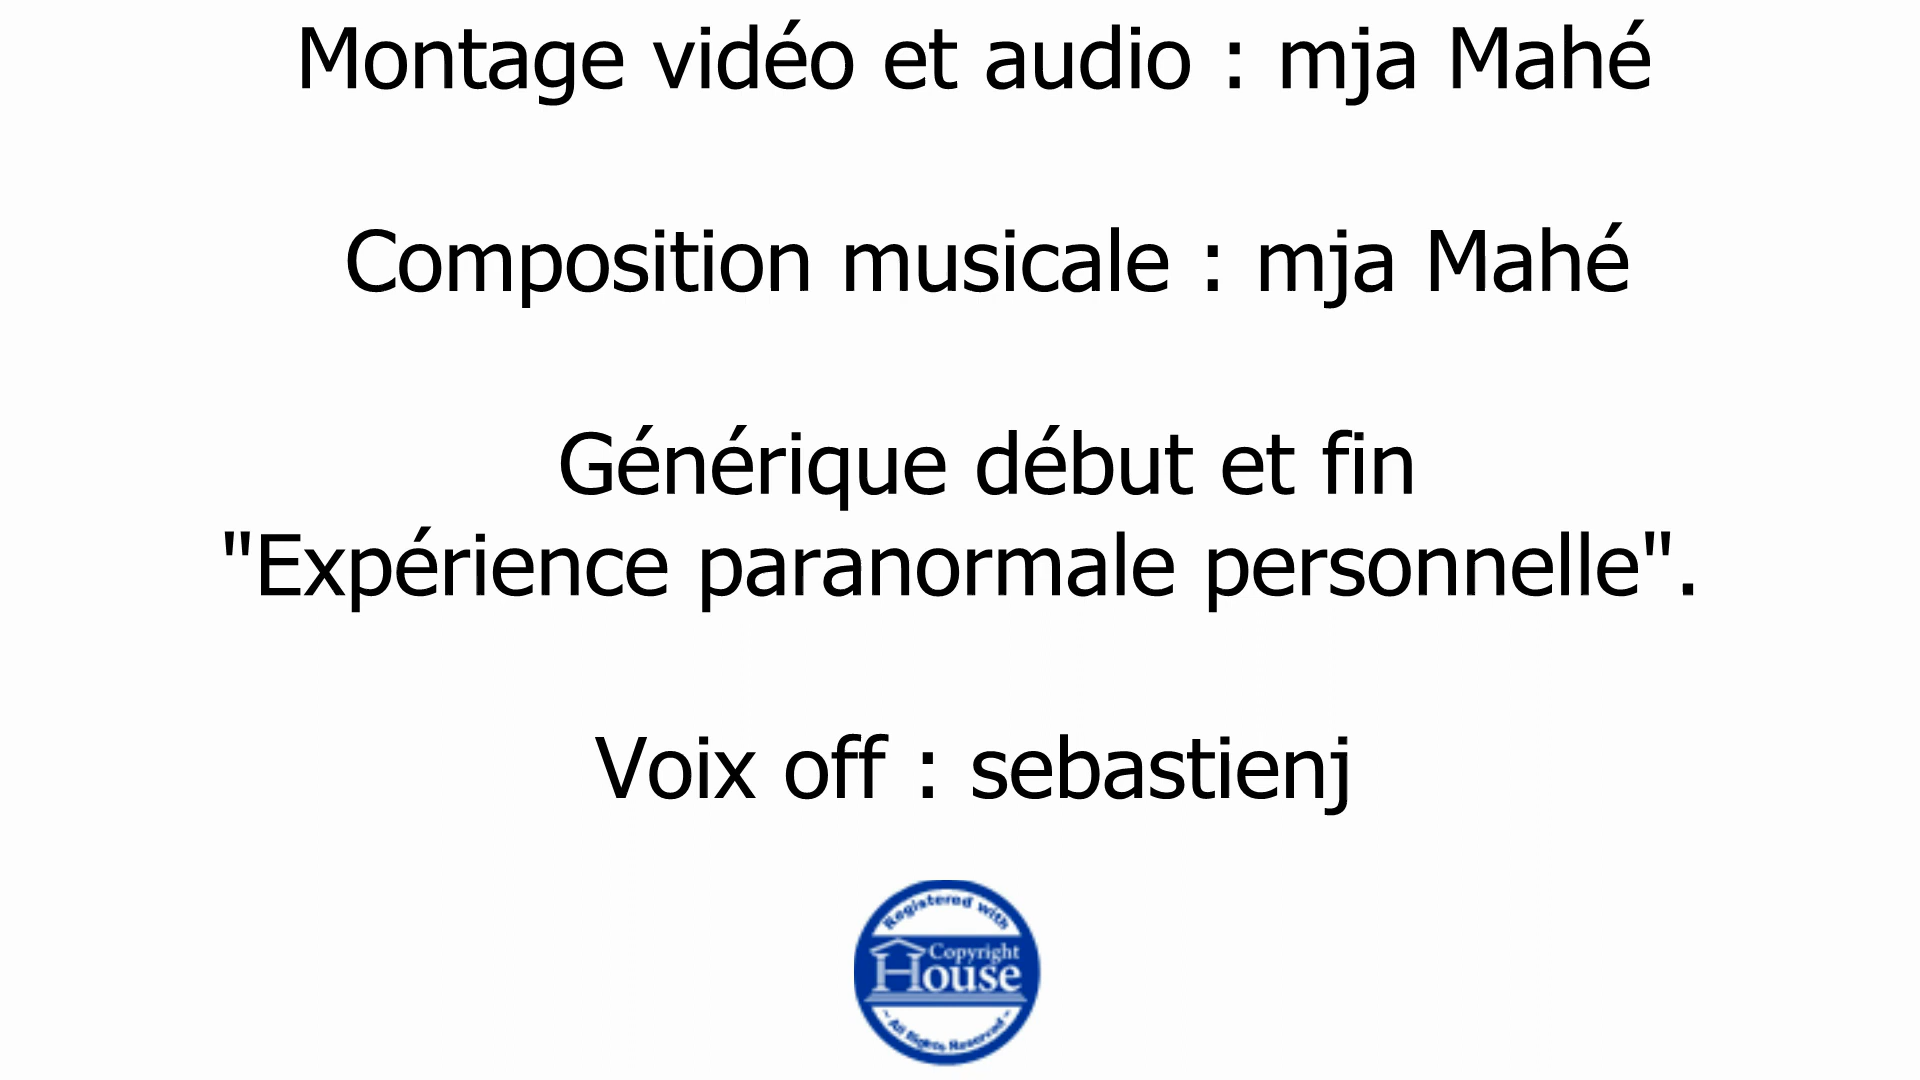 Montage vidéo et audio : mja Mahé
Composition musicale : mja Mahé
Générique début et fin
"Expérience paranormale personnelle".
Voix off : sebastienj
Registered with
Copyright
House
~ All Rights Reserved ~